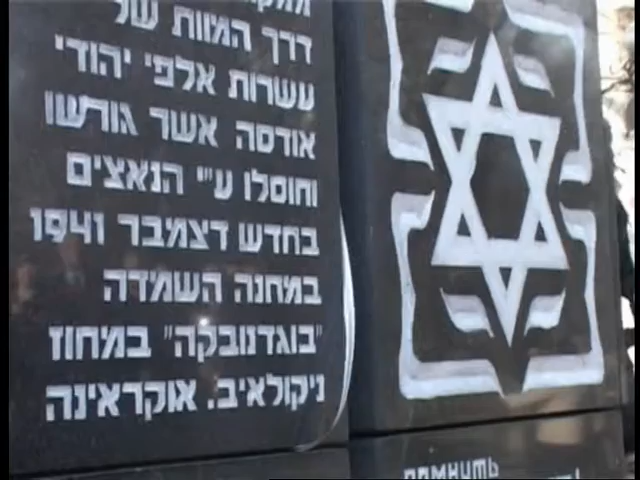 דרך המוות של
עשרות אלפי יהודי
אודסה אשר גורשו
וחוסלו ע״י הנאצים
בחדש דצמבר 1941
במחנה השמדה
"בוגדנובקה" במחוז
ניקולאיב. אוקראינה
помнить